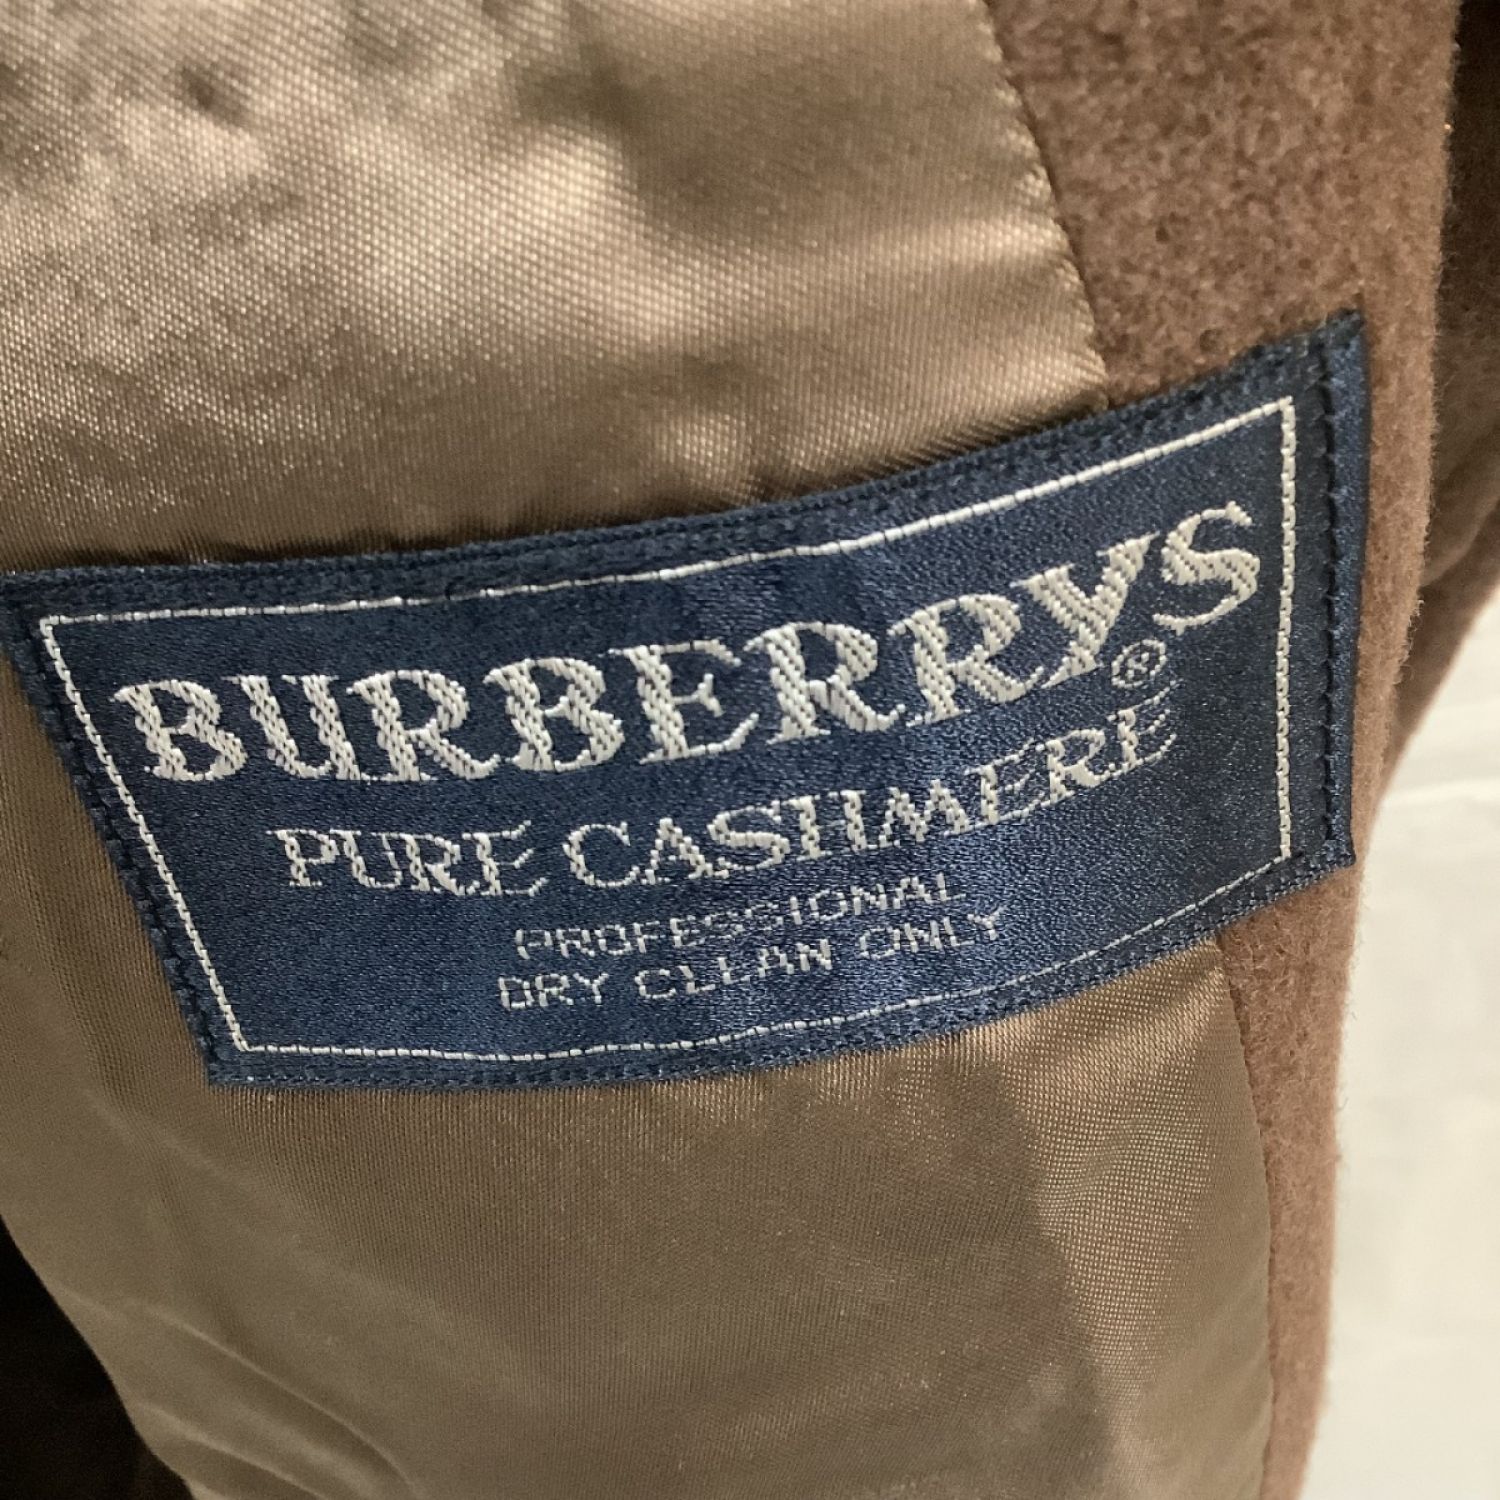 BURBERRYS®
PURE CASHMERE
PROFESSIONAL
DRY CLEAN ONLY